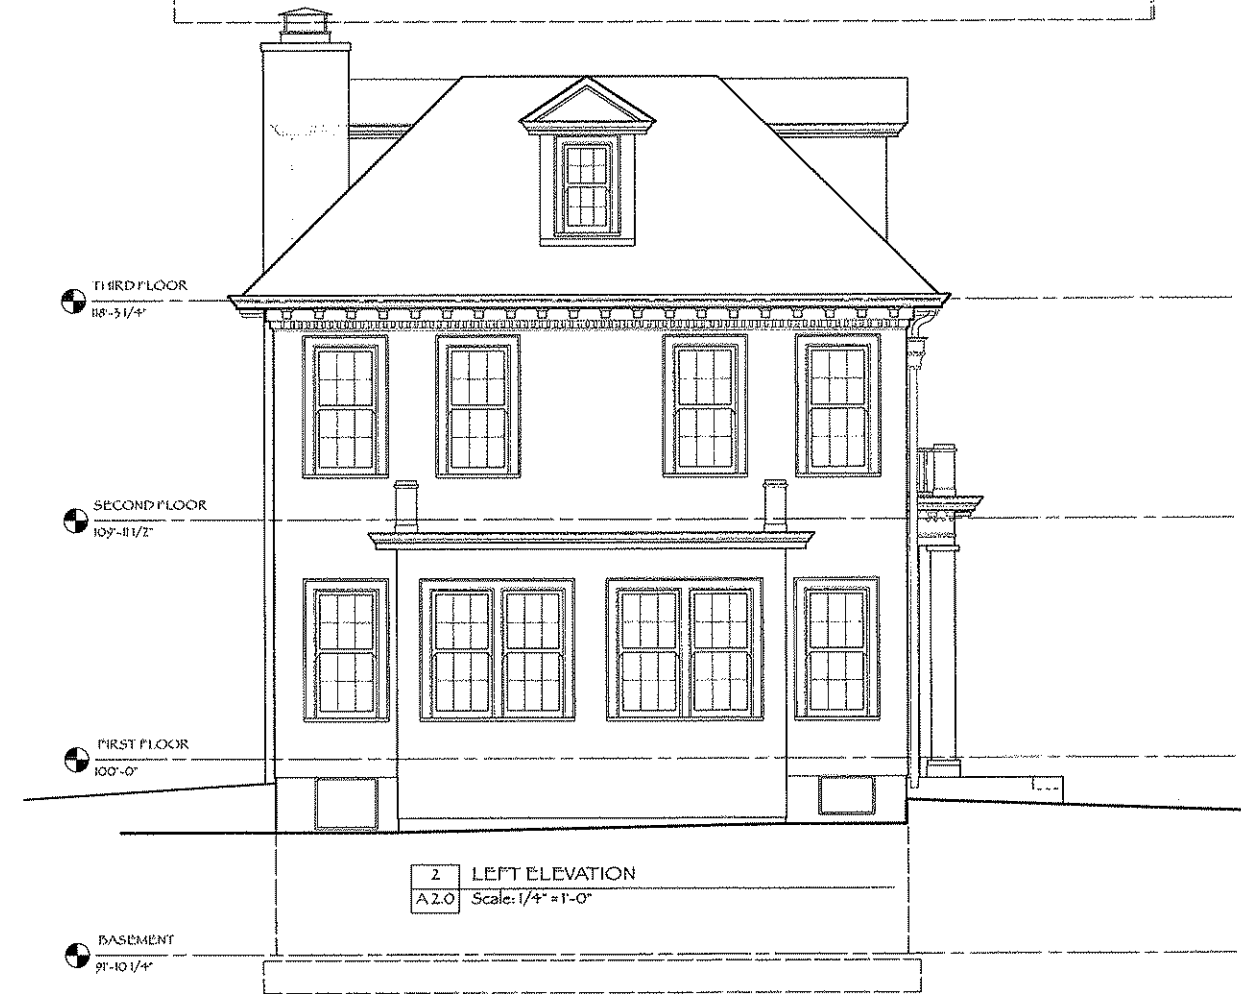 THIRD FLOOR
118'-3 1/4"
SECOND FLOOR
109'-11 1/2"
FIRST FLOOR
100'-0"
2 LEFT ELEVATION
A 2.0 Scale: 1/4" = 1'-0"
BASEMENT
91'-10 1/4"